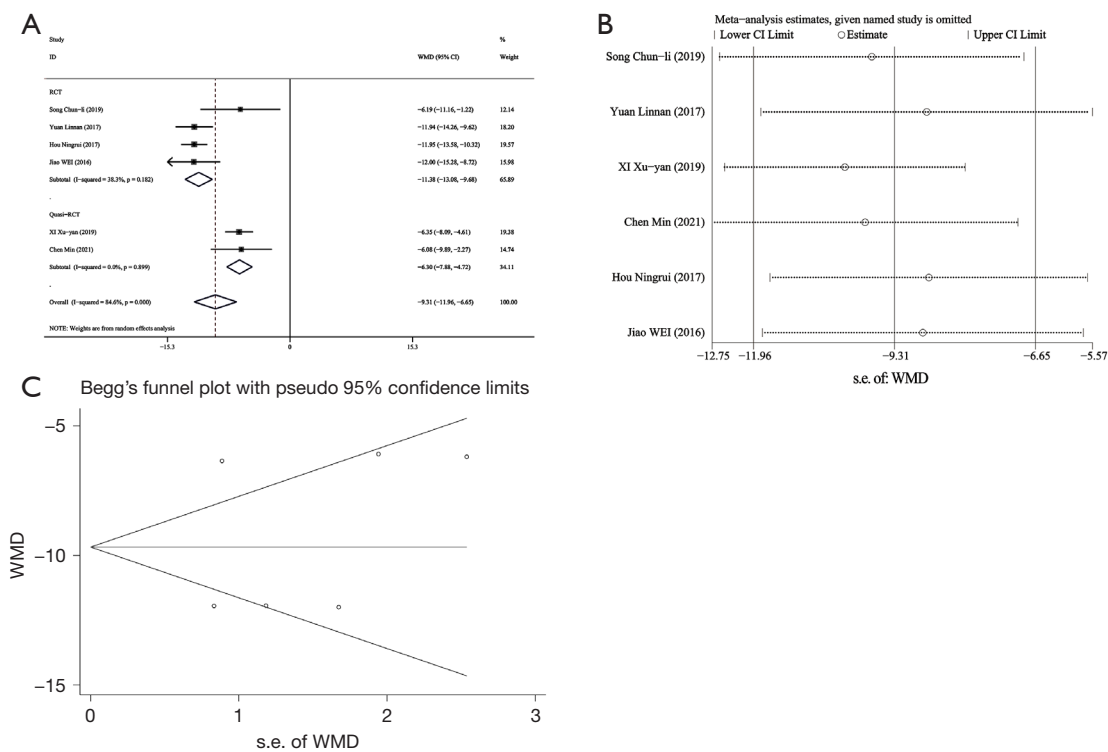 A
Study %
ID WMD (95% CI) Weight
RCT
Song Chun-li (2019) -6.19 (-11.16, -1.22) 12.14
Yuan Linnan (2017) -11.94 (-14.26, -9.62) 18.20
Hou Ningrui (2017) -11.95 (-13.58, -10.32) 19.57
Jiao WEI (2016) -12.00 (-15.28, -8.72) 15.98
Subtotal (I-squared = 38.3%, p = 0.182) -11.38 (-13.08, -9.68) 65.89
.
Quasi-RCT
XI Xu-yan (2019) -6.35 (-8.09, -4.61) 19.38
Chen Min (2021) -6.08 (-9.89, -2.27) 14.74
Subtotal (I-squared = 0.0%, p = 0.899) -6.30 (-7.88, -4.72) 34.11
.
Overall (I-squared = 84.6%, p = 0.000) -9.31 (-11.96, -6.65) 100.00
NOTE: Weights are from random effects analysis
-15.3 0 15.3
B
Meta-analysis estimates, given named study is omitted
Lower CI Limit Estimate Upper CI Limit
Song Chun-li (2019)
Yuan Linnan (2017)
XI Xu-yan (2019)
Chen Min (2021)
Hou Ningrui (2017)
Jiao WEI (2016)
-12.75 -11.96 -9.31 -6.65 -5.57
s.e. of: WMD
C
Begg's funnel plot with pseudo 95% confidence limits
WMD
-5
-10
-15
0 1 2 3
s.e. of WMD